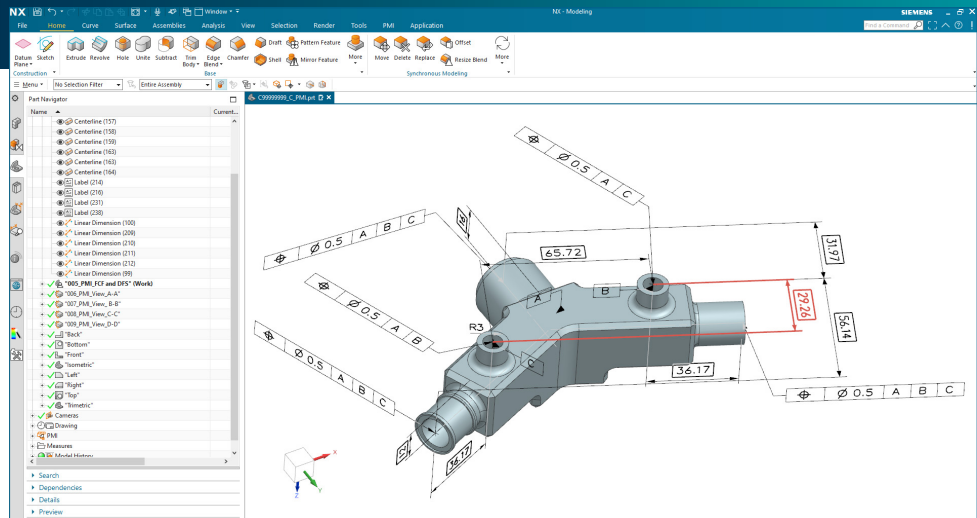 NX
Window
NX - Modeling
SIEMENS
File Home Curve Surface Assemblies Analysis View Selection Render Tools PMI Application
Find a Command
Datum Plane Sketch Extrude Revolve Hole Unite Subtract Trim Body Edge Blend Chamfer Draft Shell Pattern Feature Mirror Feature More Move Delete Replace Offset Resize Blend More
Construction Base Synchronous Modeling
Menu No Selection Filter Entire Assembly
Part Navigator
C99999999_C_PMI.prt
Name Current...
Centerline (157)
Centerline (158)
Centerline (159)
Centerline (163)
Centerline (163)
Centerline (164)
Label (214)
Label (216)
Label (231)
Label (238)
Linear Dimension (100)
Linear Dimension (209)
Linear Dimension (210)
Linear Dimension (211)
Linear Dimension (212)
Linear Dimension (99)
"005_PMI_FCF and DFS" (Work)
"006_PMI_View_A-A"
"007_PMI_View_B-B"
"008_PMI_View_C-C"
"009_PMI_View_D-D"
"Back"
"Bottom"
"Front"
"Isometric"
"Left"
"Right"
"Top"
"Trimetric"
Cameras
Drawing
PMI
Measures
Model History
Search
Dependencies
Details
Preview
⌖ Ø 0.5 A C
⌖ Ø 0.5 A B C
65.72
31.97
29.26
56.14
A
B
⌖ Ø 0.5 A B
R3
C
⌖ Ø 0.5 A B C
36.17
⌖ Ø 0.5 A B C
36.17
X
Y
Z